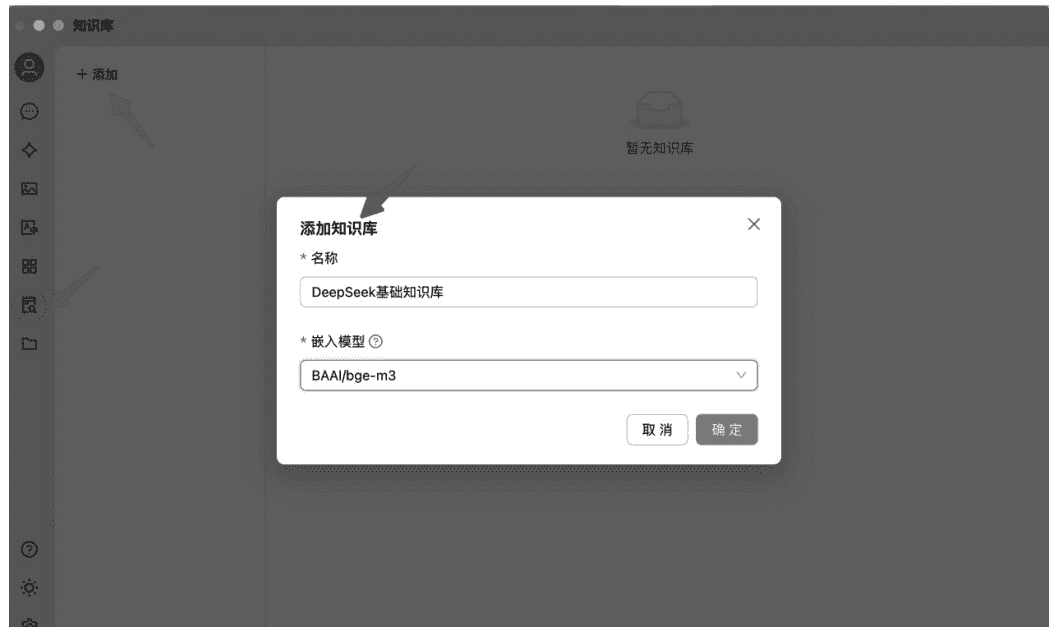 知识库
+ 添加
暂无知识库
添加知识库
* 名称
DeepSeek基础知识库
* 嵌入模型
BAAI/bge-m3
取 消
确 定